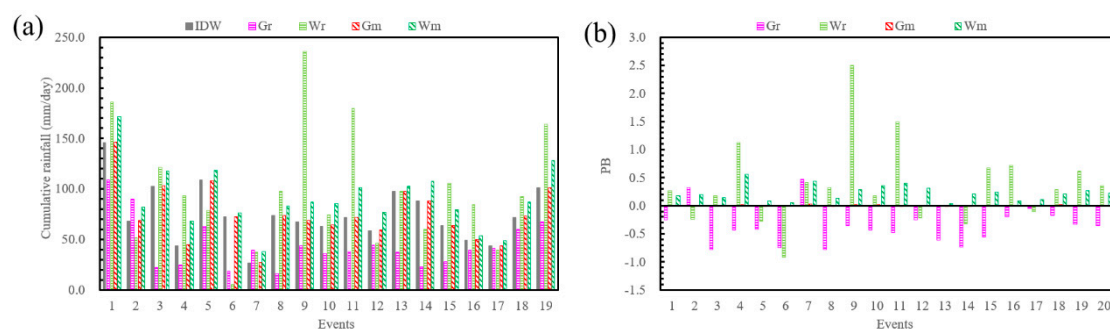 (a)
IDW Gr Wr Gm Wm
250.0
200.0
150.0
100.0
50.0
0.0
Cumulative rainfall (mm/day)
1 2 3 4 5 6 7 8 9 10 11 12 13 14 15 16 17 18 19
Events
(b)
Gr Wr Gm Wm
3.0
2.5
2.0
1.5
1.0
0.5
0.0
-0.5
-1.0
-1.5
PB
1 2 3 4 5 6 7 8 9 10 11 12 13 14 15 16 17 18 19 20
Events